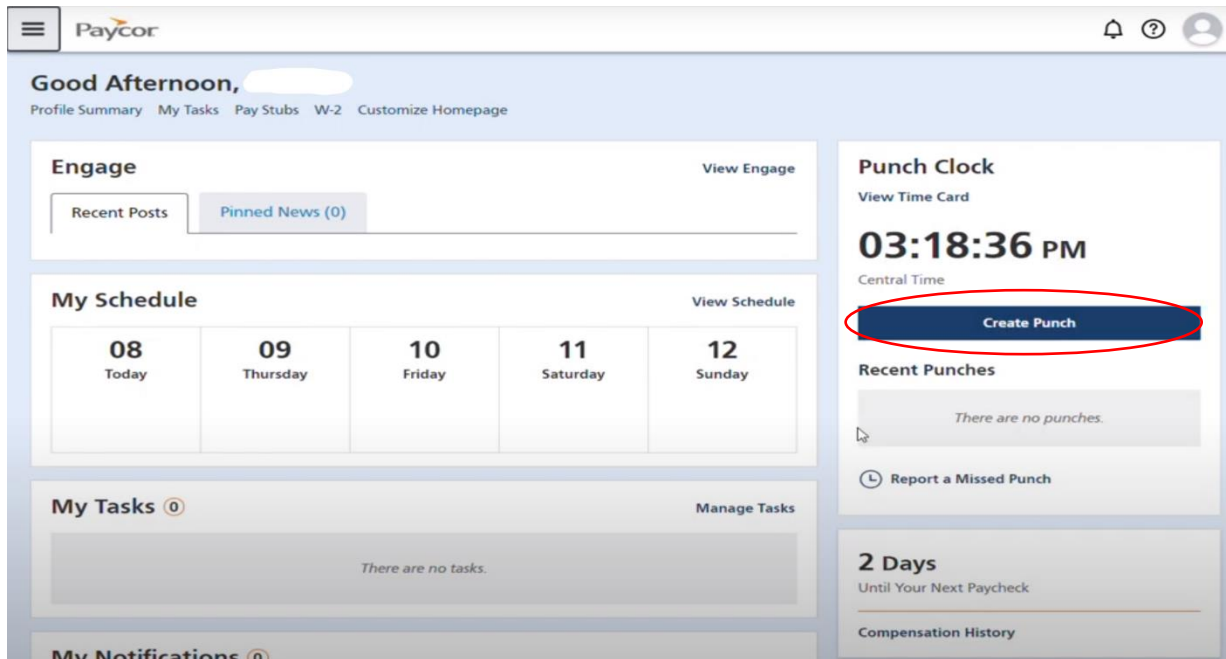 Paycor
Good Afternoon,
Profile Summary My Tasks Pay Stubs W-2 Customize Homepage
Engage
View Engage
Recent Posts
Pinned News (0)
My Schedule
View Schedule
08
Today
09
Thursday
10
Friday
11
Saturday
12
Sunday
My Tasks 0
Manage Tasks
There are no tasks.
My Notifications 0
Punch Clock
View Time Card
03:18:36 PM
Central Time
Create Punch
Recent Punches
There are no punches.
Report a Missed Punch
2 Days
Until Your Next Paycheck
Compensation History